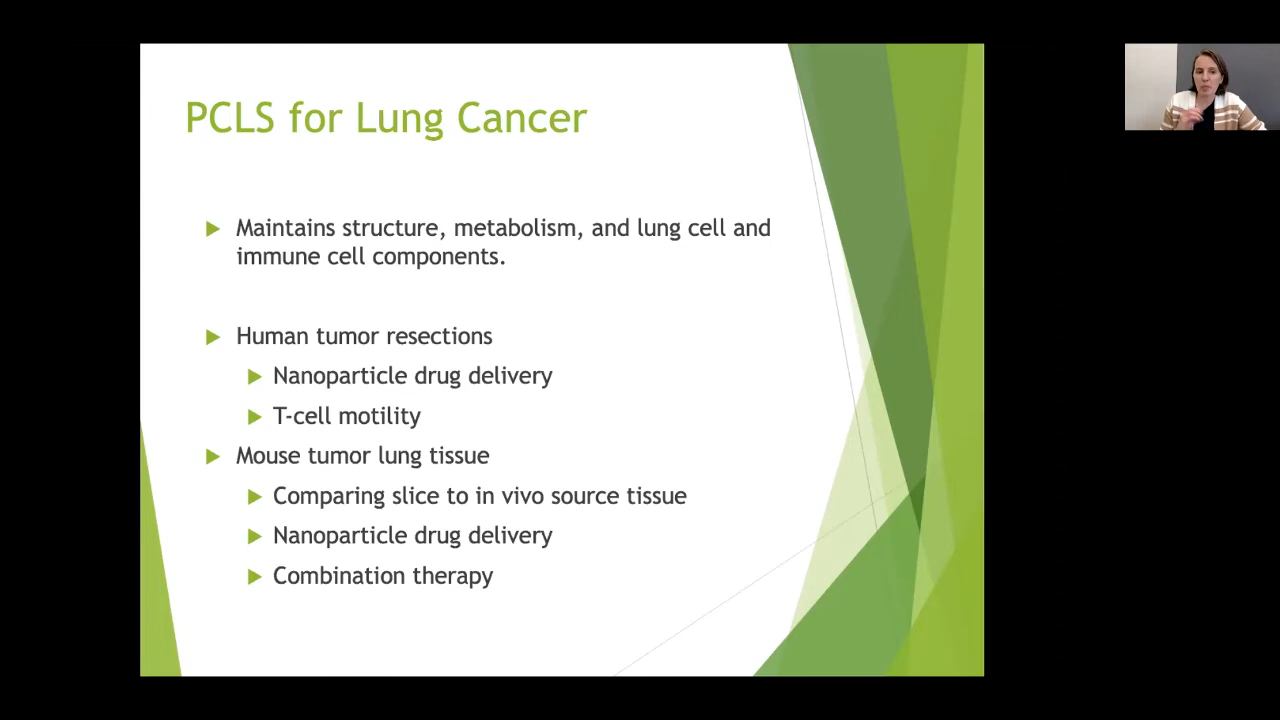 PCLS for Lung Cancer
Maintains structure, metabolism, and lung cell and
immune cell components.
Human tumor resections
Nanoparticle drug delivery
T-cell motility
Mouse tumor lung tissue
Comparing slice to in vivo source tissue
Nanoparticle drug delivery
Combination therapy